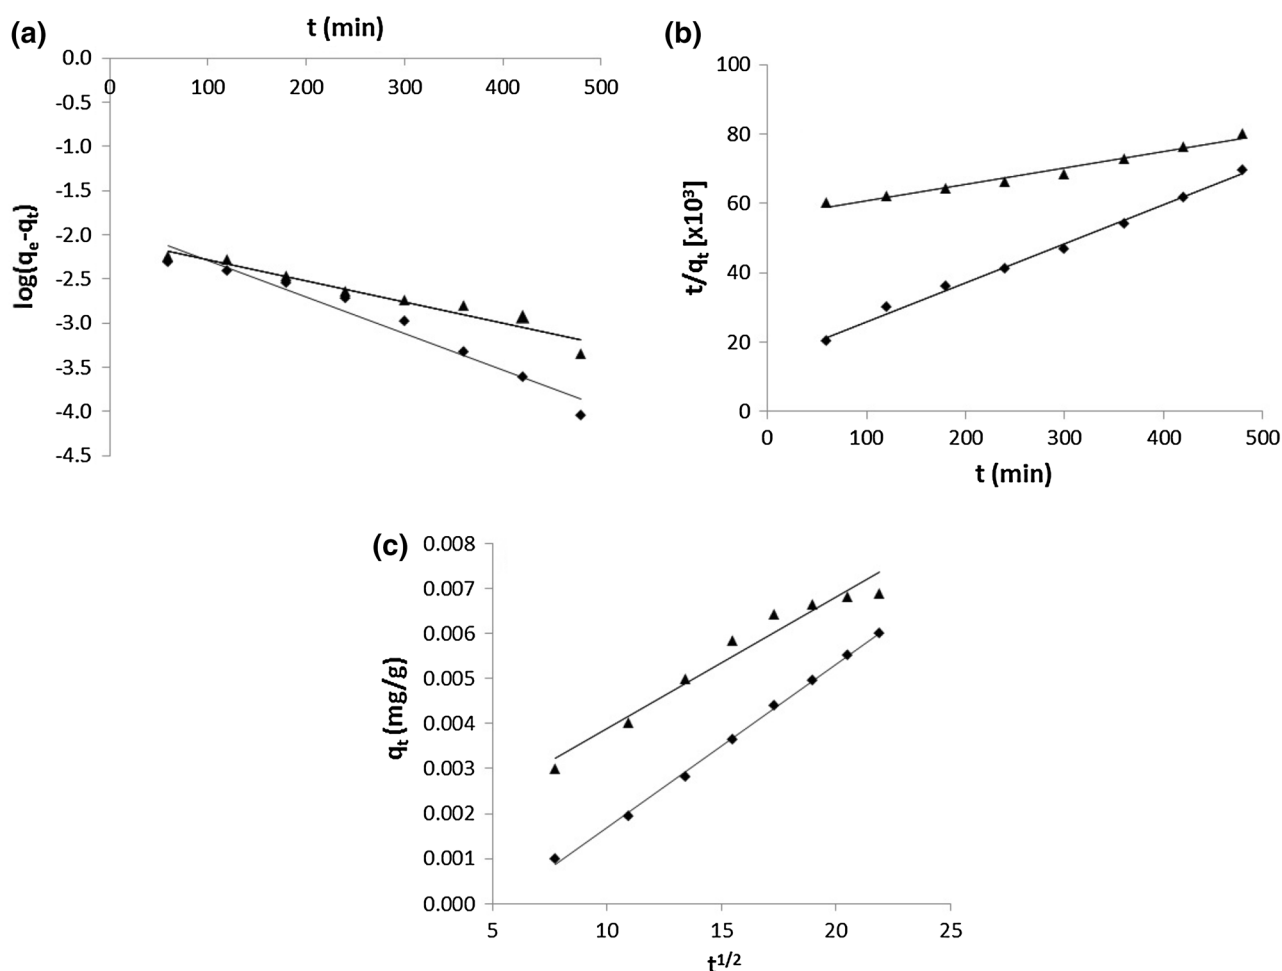 (a)
t (min)
0.0
0 100 200 300 400 500
-0.5
-1.0
-1.5
-2.0
-2.5
-3.0
-3.5
-4.0
-4.5
log(qₑ-qₜ)
(b)
100
80
60
40
20
0
t/qₜ [x10³]
0 100 200 300 400 500
t (min)
(c)
0.008
0.007
0.006
0.005
0.004
0.003
0.002
0.001
0.000
qₜ (mg/g)
5 10 15 20 25
t¹/²